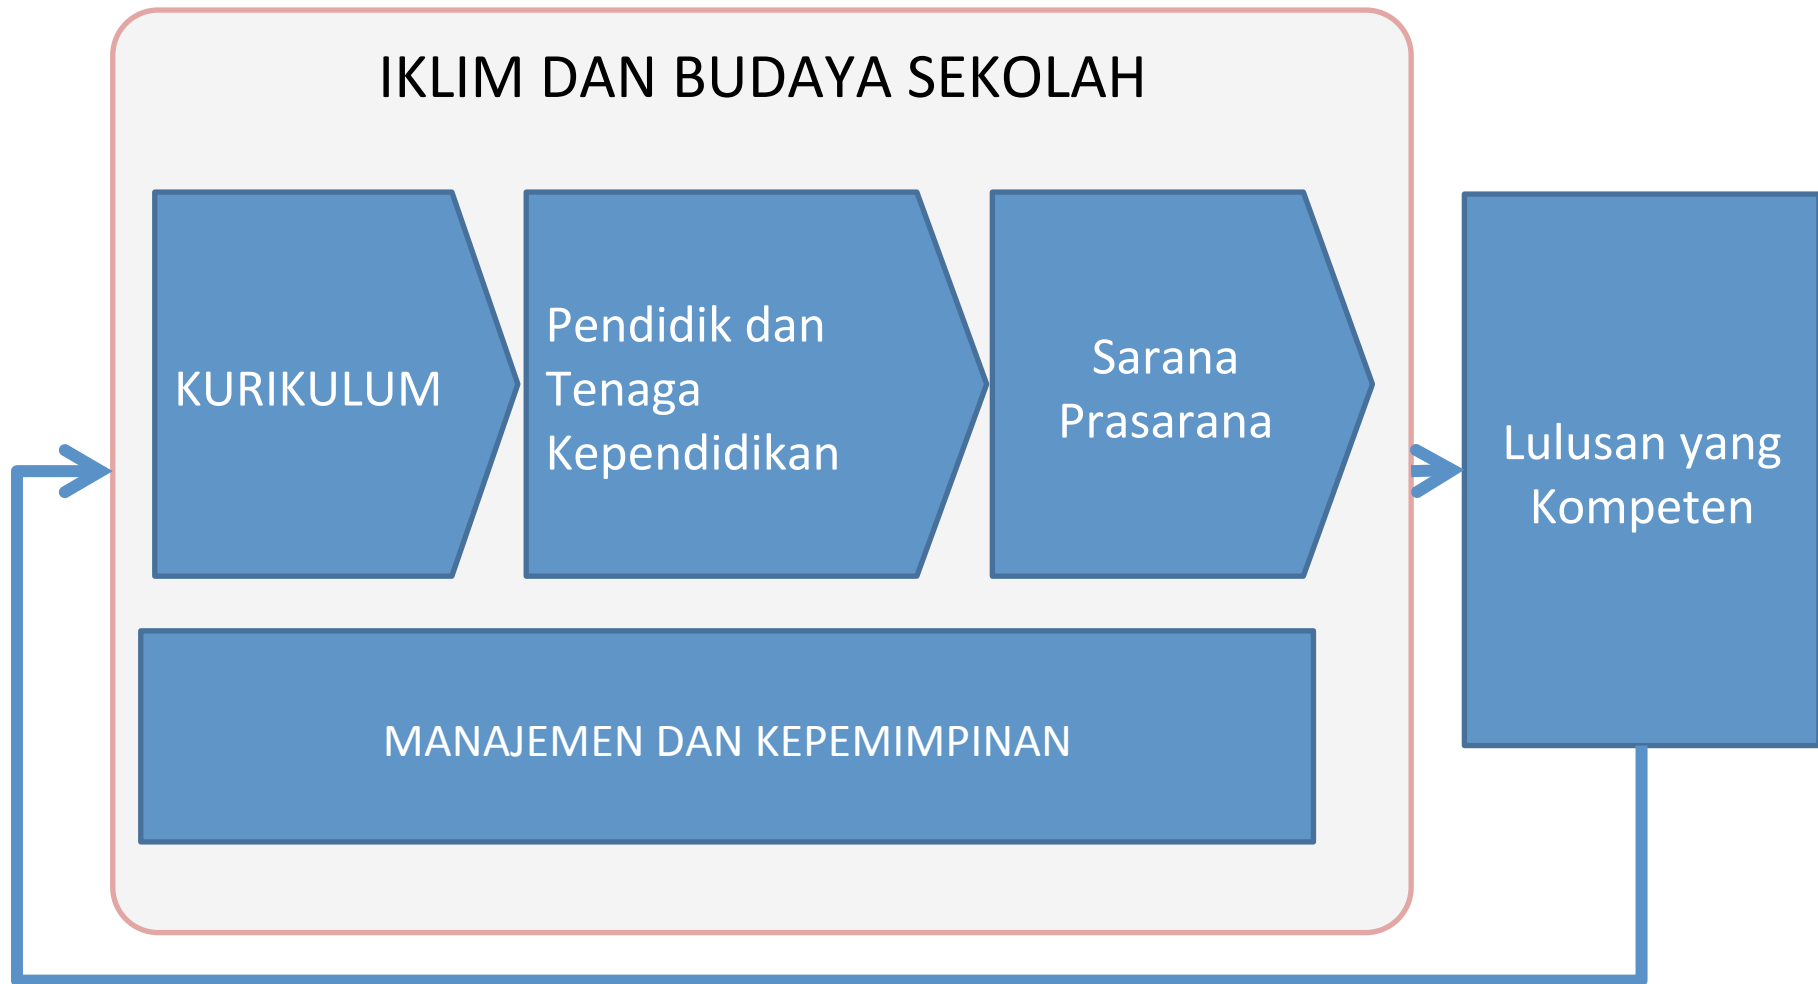 IKLIM DAN BUDAYA SEKOLAH
KURIKULUM
Pendidik dan
Tenaga
Kependidikan
Sarana
Prasarana
Lulusan yang
Kompeten
MANAJEMEN DAN KEPEMIMPINAN